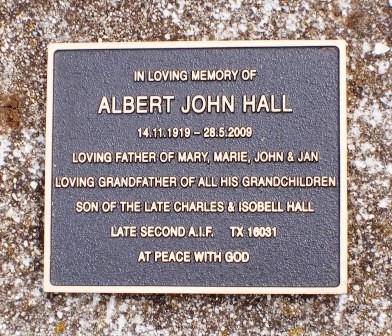 IN LOVING MEMORY OF
ALBERT JOHN HALL
14.11.1919 – 28.5.2009
LOVING FATHER OF MARY, MARIE, JOHN & JAN
LOVING GRANDFATHER OF ALL HIS GRANDCHILDREN
SON OF THE LATE CHARLES & ISOBELL HALL
LATE SECOND A.I.F. TX 16031
AT PEACE WITH GOD